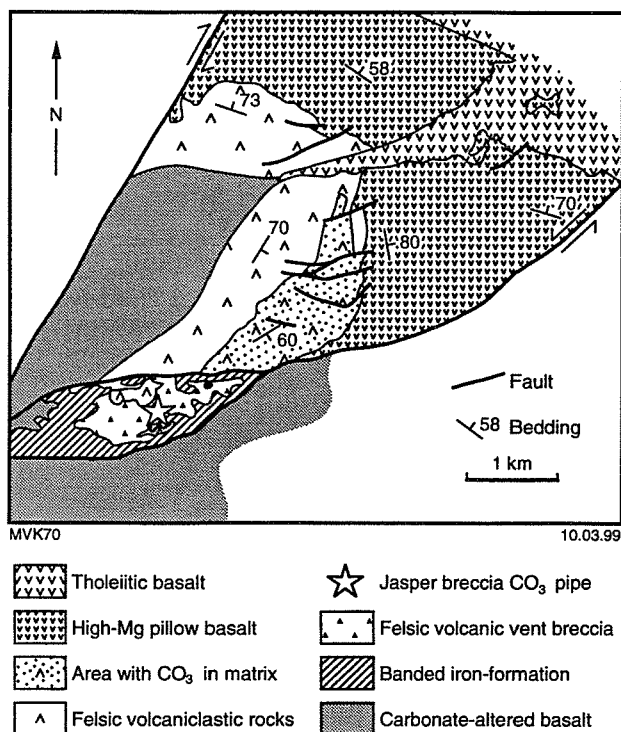 58
73
N
70
70
80
60
Fault
58 Bedding
1 km
MVK70
10.03.99
Tholeiitic basalt
Jasper breccia CO₃ pipe
High-Mg pillow basalt
Felsic volcanic vent breccia
Area with CO₃ in matrix
Banded iron-formation
Felsic volcaniclastic rocks
Carbonate-altered basalt